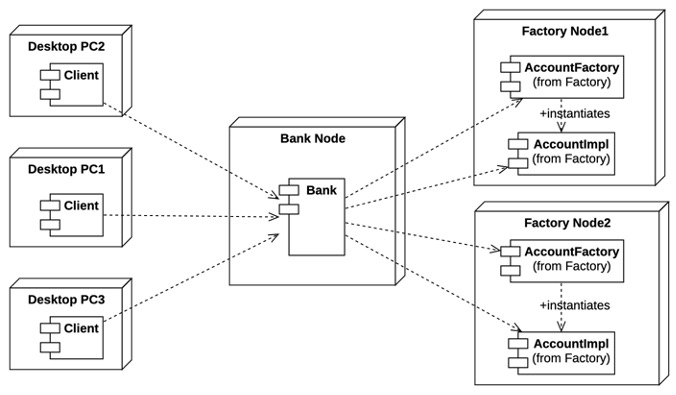 Desktop PC2
Client
Desktop PC1
Client
Desktop PC3
Client
Bank Node
Bank
Factory Node1
AccountFactory
(from Factory)
+instantiates
AccountImpl
(from Factory)
Factory Node2
AccountFactory
(from Factory)
+instantiates
AccountImpl
(from Factory)